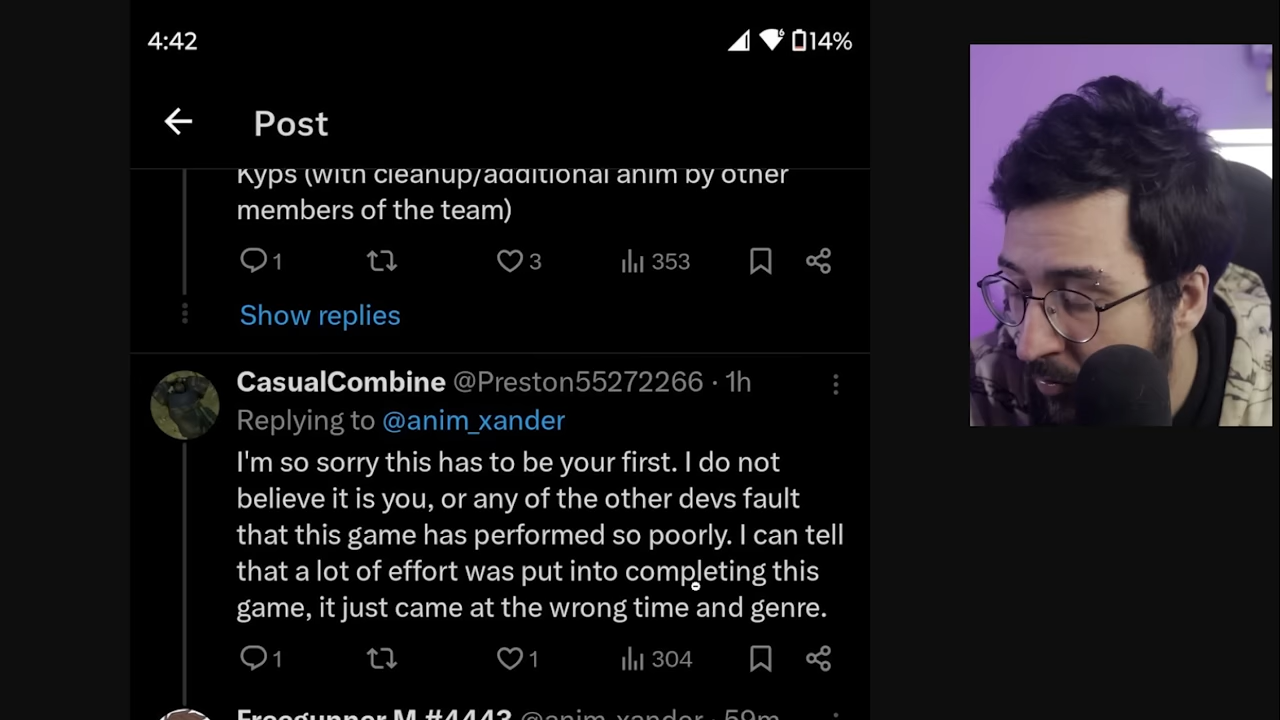 4:42
14%
Post
Kyps (with cleanup/additional anim by other
members of the team)
1
3
353
Show replies
CasualCombine @Preston55272266 · 1h
Replying to @anim_xander
I'm so sorry this has to be your first. I do not
believe it is you, or any of the other devs fault
that this game has performed so poorly. I can tell
that a lot of effort was put into completing this
game, it just came at the wrong time and genre.
1
1
304
Freegunner M #4443 @anim_xander · 59m